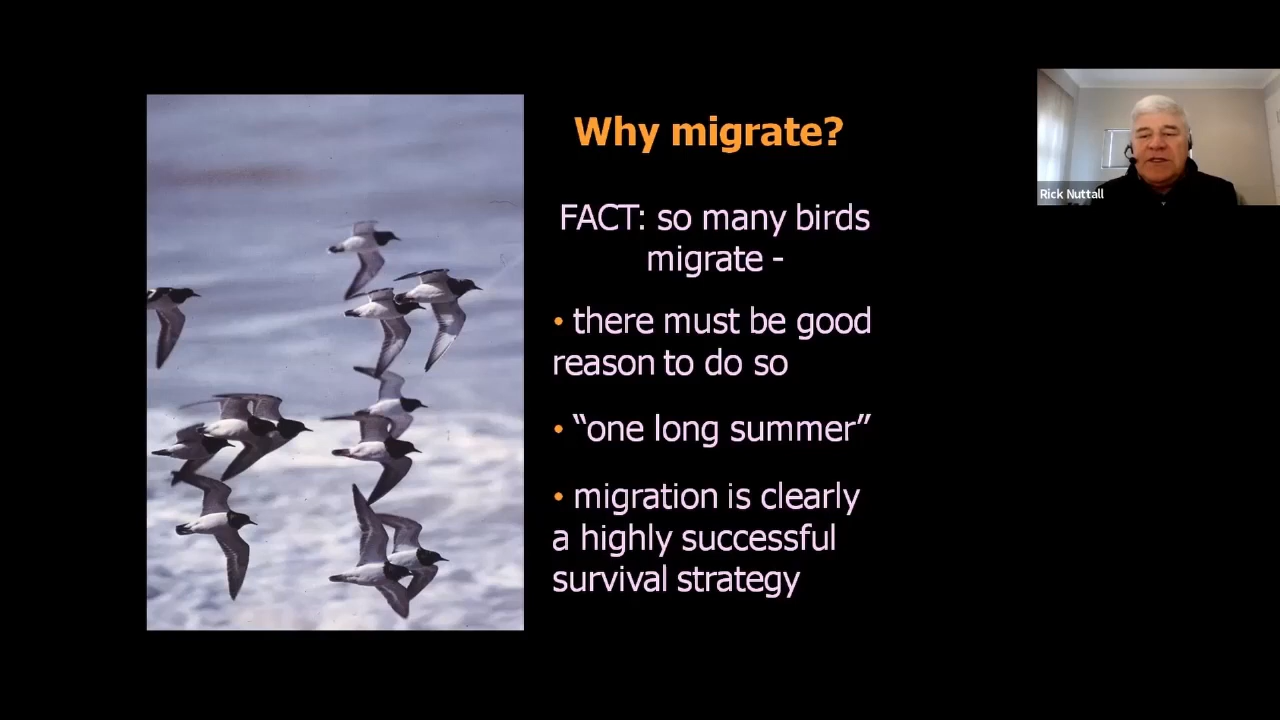 Why migrate?
FACT: so many birds
migrate -
• there must be good
reason to do so
• “one long summer”
• migration is clearly
a highly successful
survival strategy
Rick Nuttall